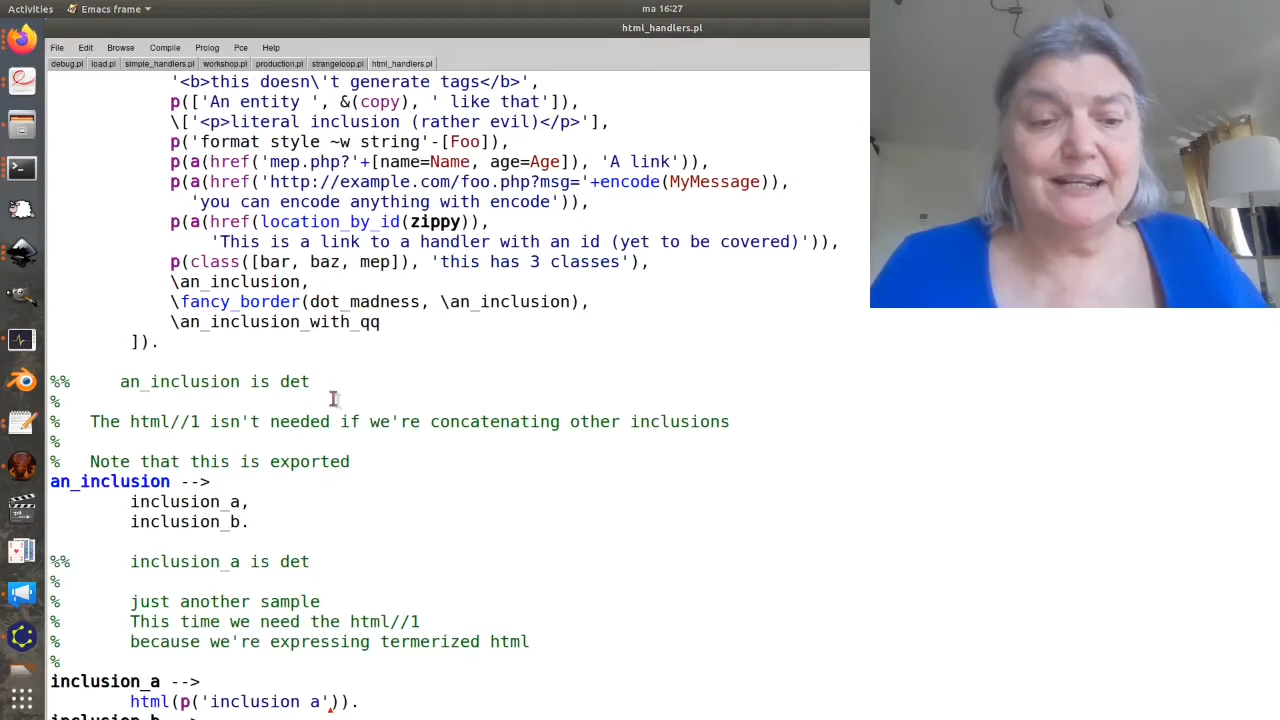 Activities Emacs frame ma 16:27
html_handlers.pl
File Edit Browse Compile Prolog Pce Help
debug.pl load.pl simple_handlers.pl workshop.pl production.pl strangeloop.pl html_handlers.pl
'<b>this doesn\'t generate tags</b>',
p(['An entity ', &(copy), ' like that']),
\['<p>literal inclusion (rather evil)</p>'],
p('format style ~w string'-[Foo]),
p(a(href('mep.php?'+[name=Name, age=Age]), 'A link')),
p(a(href('http://example.com/foo.php?msg='+encode(MyMessage)),
'you can encode anything with encode')),
p(a(href(location_by_id(zippy)),
'This is a link to a handler with an id (yet to be covered)')),
p(class([bar, baz, mep]), 'this has 3 classes'),
\an_inclusion,
\fancy_border(dot_madness, \an_inclusion),
\an_inclusion_with_qq
]).
%% an_inclusion is det
%
% The html//1 isn't needed if we're concatenating other inclusions
%
% Note that this is exported
an_inclusion -->
inclusion_a,
inclusion_b.
%% inclusion_a is det
%
% just another sample
% This time we need the html//1
% because we're expressing termerized html
%
inclusion_a -->
html(p('inclusion a')).
inclusion_b -->